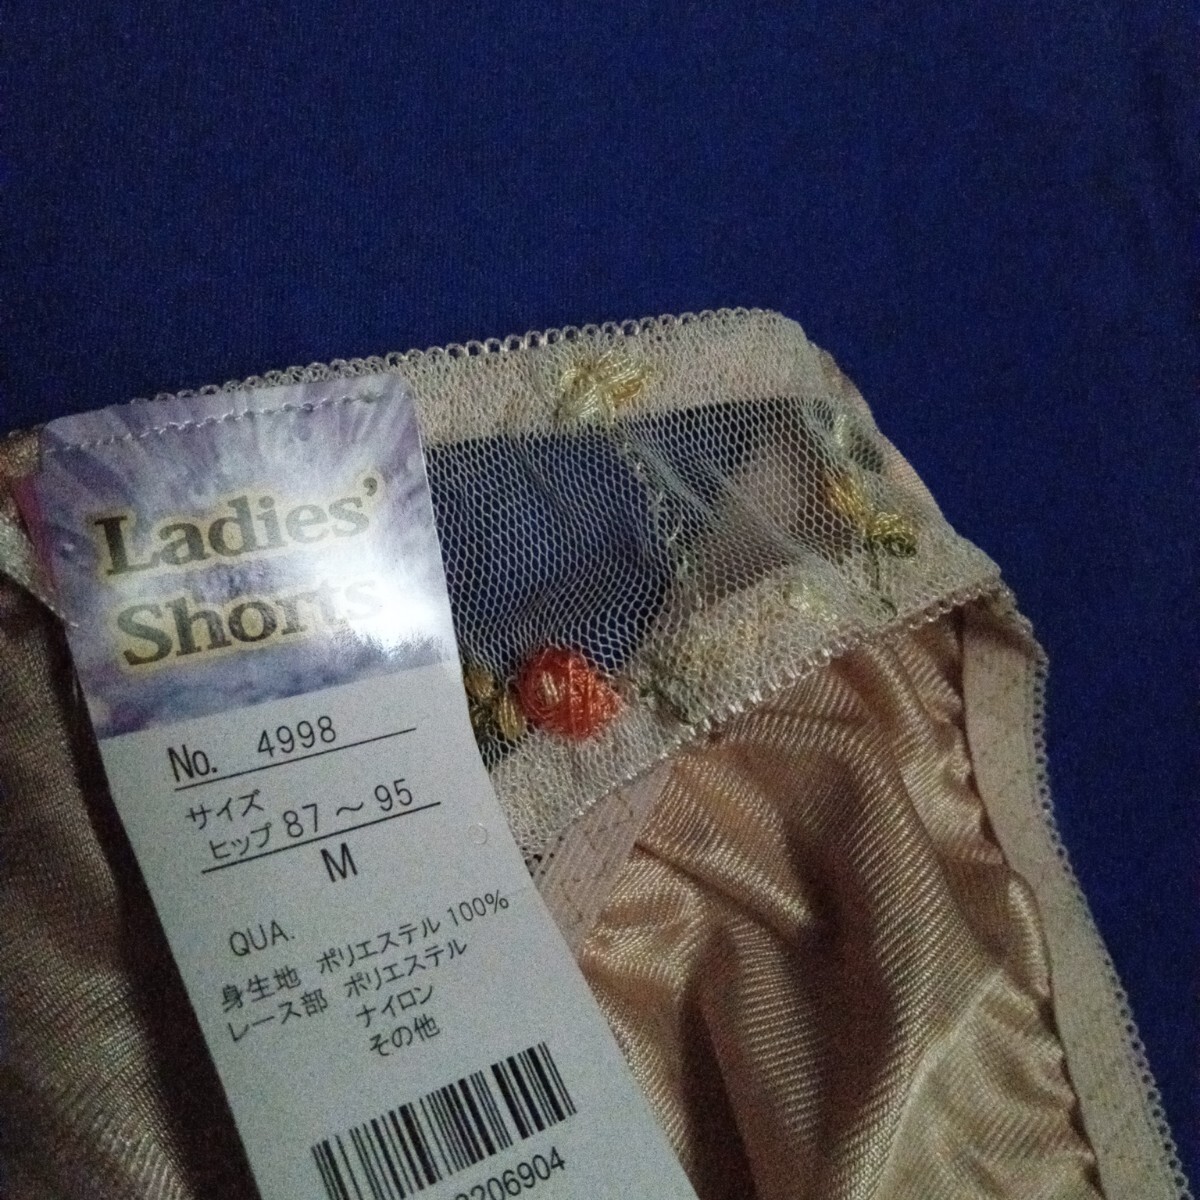 Ladies'
Shorts
No. 4998
サイズ
ヒップ 87～95
M
QUA.
身生地 ポリエステル 100%
レース部 ポリエステル
ナイロン
その他
206904